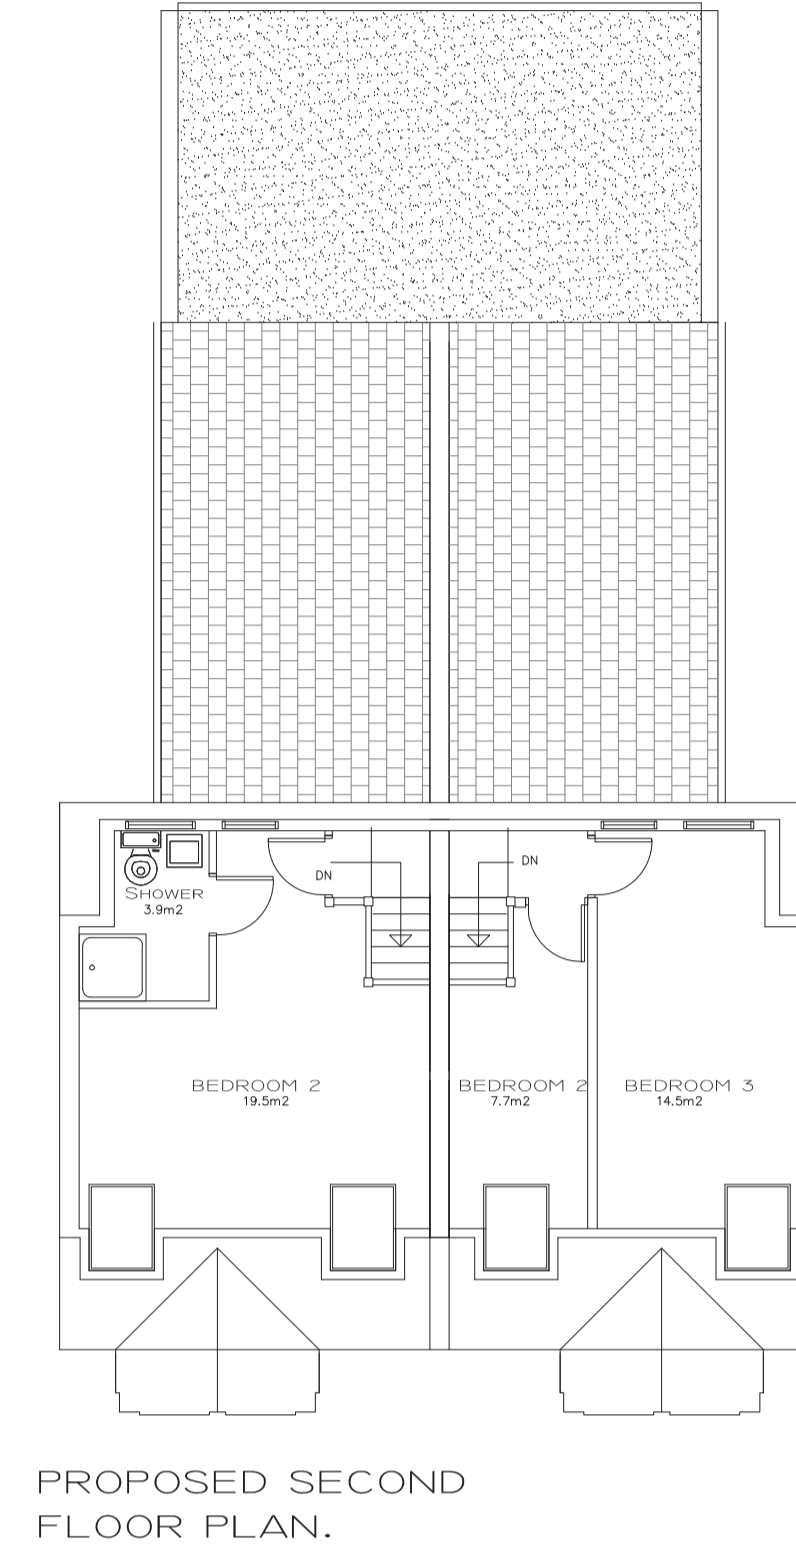 DN
DN
SHOWER
3.9m2
BEDROOM 2
19.5m2
BEDROOM 2
7.7m2
BEDROOM 3
14.5m2
PROPOSED SECOND
FLOOR PLAN.